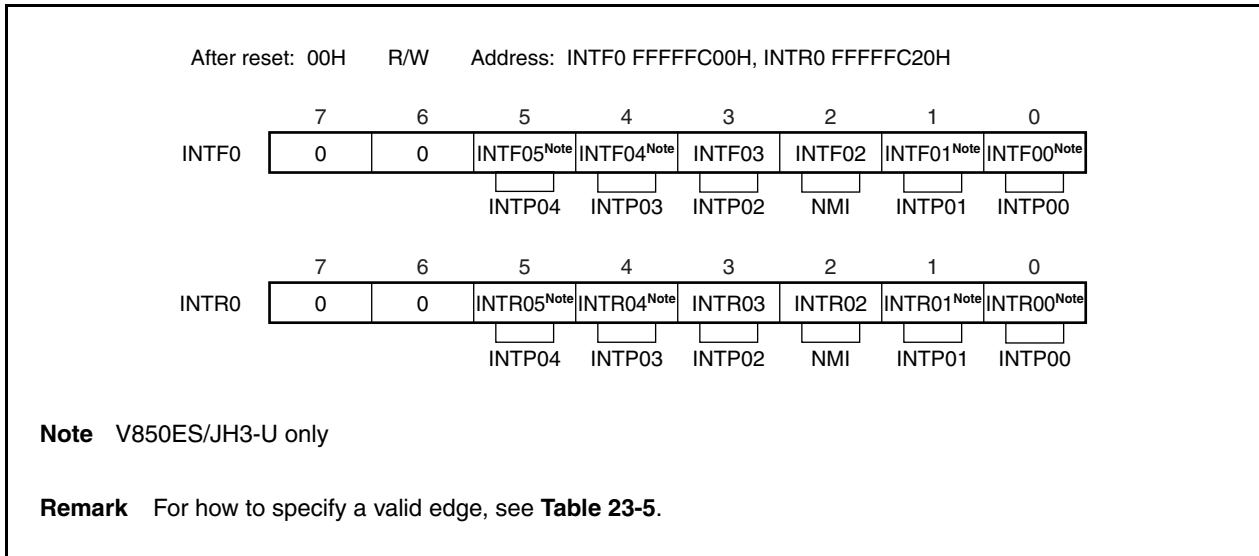 After reset: 00H R/W Address: INTF0 FFFFFC00H, INTR0 FFFFFC20H
7 6 5 4 3 2 1 0
INTF0 0 0 INTF05Note INTF04Note INTF03 INTF02 INTF01Note INTF00Note
INTP04 INTP03 INTP02 NMI INTP01 INTP00
7 6 5 4 3 2 1 0
INTR0 0 0 INTR05Note INTR04Note INTR03 INTR02 INTR01Note INTR00Note
INTP04 INTP03 INTP02 NMI INTP01 INTP00
Note V850ES/JH3-U only
Remark For how to specify a valid edge, see Table 23-5.